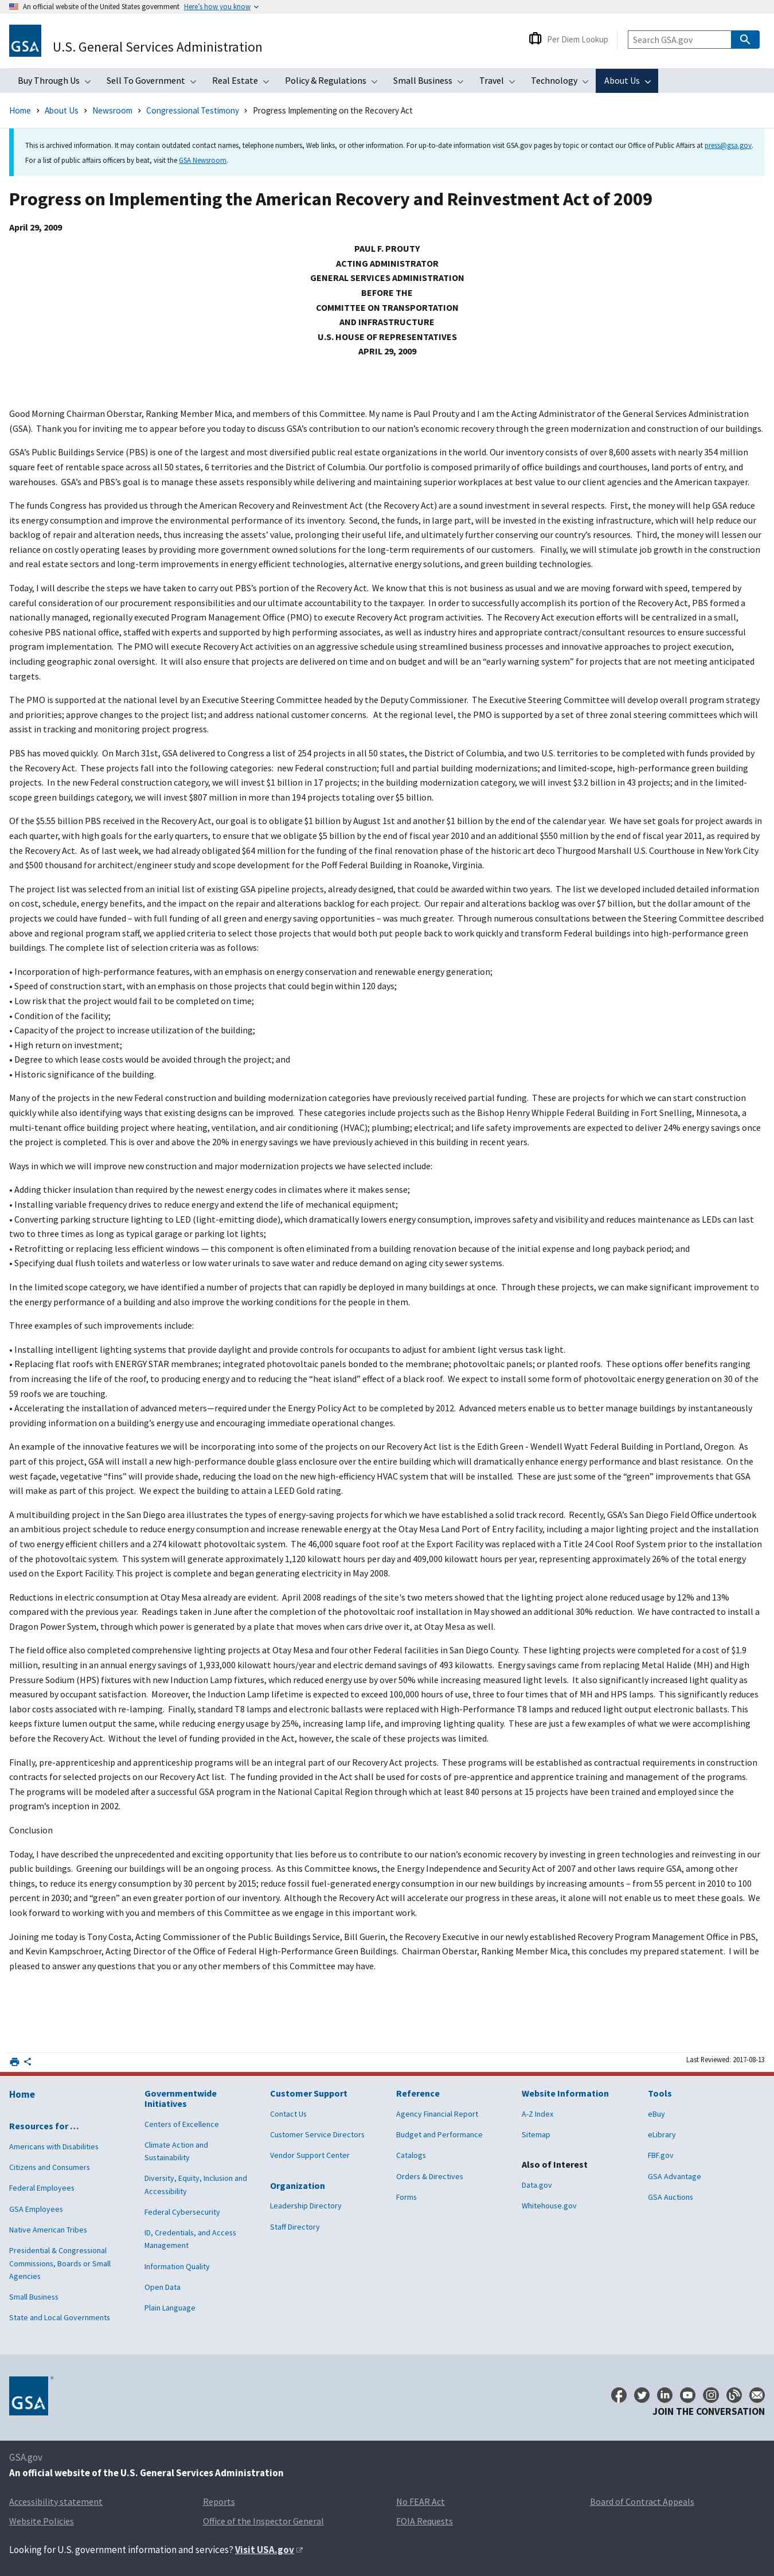 An official website of the United States government Here's how you know
GSA
U.S. General Services Administration
Per Diem Lookup
Search GSA.gov
Buy Through Us Sell To Government Real Estate Policy & Regulations Small Business Travel Technology About Us
Home > About Us > Newsroom > Congressional Testimony > Progress Implementing on the Recovery Act
This is archived information. It may contain outdated contact names, telephone numbers, Web links, or other information. For up-to-date information visit GSA.gov pages by topic or contact our Office of Public Affairs at press@gsa.gov.
For a list of public affairs officers by beat, visit the GSA Newsroom.
Progress on Implementing the American Recovery and Reinvestment Act of 2009
April 29, 2009
PAUL F. PROUTY
ACTING ADMINISTRATOR
GENERAL SERVICES ADMINISTRATION
BEFORE THE
COMMITTEE ON TRANSPORTATION
AND INFRASTRUCTURE
U.S. HOUSE OF REPRESENTATIVES
APRIL 29, 2009
Good Morning Chairman Oberstar, Ranking Member Mica, and members of this Committee. My name is Paul Prouty and I am the Acting Administrator of the General Services Administration
(GSA). Thank you for inviting me to appear before you today to discuss GSA's contribution to our nation's economic recovery through the green modernization and construction of our buildings.
GSA's Public Buildings Service (PBS) is one of the largest and most diversified public real estate organizations in the world. Our inventory consists of over 8,600 assets with nearly 354 million
square feet of rentable space across all 50 states, 6 territories and the District of Columbia. Our portfolio is composed primarily of office buildings and courthouses, land ports of entry, and
warehouses. GSA's and PBS's goal is to manage these assets responsibly while delivering and maintaining superior workplaces at best value to our client agencies and the American taxpayer.
The funds Congress has provided us through the American Recovery and Reinvestment Act (the Recovery Act) are a sound investment in several respects. First, the money will help GSA reduce
energy consumption and improve the environmental performance of its inventory. Second, the funds, in large part, will be invested in the existing infrastructure, which will help reduce our
backlog of repair and alteration needs, thus increasing the assets' value, prolonging their useful life, and ultimately further conserving our country's resources. Third, the money will lessen our
reliance on costly operating leases by providing more government owned solutions for the long-term requirements of our customers. Finally, we will stimulate job growth in the construction
and real estate sectors and long-term improvements in energy efficient technologies, alternative energy solutions, and green building technologies.
Today, I will describe the steps we have taken to carry out PBS's portion of the Recovery Act. We know that this is not business as usual and we are moving forward with speed, tempered by
careful consideration of our procurement responsibilities and our ultimate accountability to the taxpayer. In order to successfully accomplish its portion of the Recovery Act, PBS formed a
nationally managed, regionally executed Program Management Office (PMO) to execute Recovery Act program activities. The Recovery Act execution efforts will be centralized in a small,
cohesive PBS national office, staffed with experts and supported by high performing associates, as well as industry hires and appropriate contract/consultant resources to ensure successful
program implementation. The PMO will execute Recovery Act activities on an aggressive schedule using streamlined business processes and innovative approaches to project execution,
including geographic zonal oversight. It will also ensure that projects are delivered on time and on budget and will be an "early warning system" for projects that are not meeting anticipated
targets.
The PMO is supported at the national level by an Executive Steering Committee headed by the Deputy Commissioner. The Executive Steering Committee will develop overall program strategy
and priorities; approve changes to the project list; and address national customer concerns. At the regional level, the PMO is supported by a set of three zonal steering committees which will
assist in tracking and monitoring project progress.
PBS has moved quickly. On March 31st, GSA delivered to Congress a list of 254 projects in all 50 states, the District of Columbia, and two U.S. territories to be completed with funds provided by
the Recovery Act. These projects fall into the following categories: new Federal construction; full and partial building modernizations; and limited-scope, high-performance green building
projects. In the new Federal construction category, we will invest $1 billion in 17 projects; in the building modernization category, we will invest $3.2 billion in 43 projects; and in the limited-
scope green buildings category, we will invest $807 million in more than 194 projects totaling over $5 billion.
Of the $5.55 billion PBS received in the Recovery Act, our goal is to obligate $1 billion by August 1st and another $1 billion by the end of the calendar year. We have set goals for project awards in
each quarter, with high goals for the early quarters, to ensure that we obligate $5 billion by the end of fiscal year 2010 and an additional $550 million by the end of fiscal year 2011, as required by
the Recovery Act. As of last week, we had already obligated $64 million for the funding of the final renovation phase of the historic art deco Thurgood Marshall U.S. Courthouse in New York City
and $500 thousand for architect/engineer study and scope development for the Poff Federal Building in Roanoke, Virginia.
The project list was selected from an initial list of existing GSA pipeline projects, already designed, that could be awarded within two years. The list we developed included detailed information
on cost, schedule, energy benefits, and the impact on the repair and alterations backlog for each project. Our repair and alterations backlog was over $7 billion, but the dollar amount of the
projects we could have funded – with full funding of all green and energy saving opportunities – was much greater. Through numerous consultations between the Steering Committee described above
and regional program staff, we applied criteria to select those projects that would both put people back to work quickly and transform Federal buildings into high-performance green
buildings. The complete list of selection criteria was as follows:
• Incorporation of high-performance features, with an emphasis on energy conservation and renewable energy generation;
• Speed of construction start, with an emphasis on those projects that could begin within 120 days;
• Low risk that the project would fail to be completed on time;
• Condition of the facility;
• Capacity of the project to increase utilization of the building;
• High return on investment;
• Degree to which lease costs would be avoided through the project; and
• Historic significance of the building.
Many of the projects in the new Federal construction and building modernization categories have previously received partial funding. These are projects for which we can start construction
quickly while also identifying ways that existing designs can be improved. These categories include projects such as the Bishop Henry Whipple Federal Building in Fort Snelling, Minnesota, a
multi-tenant office building project where heating, ventilation, and air conditioning (HVAC); plumbing; electrical; and life safety improvements are expected to deliver 24% energy savings once
the project is completed. This is over and above the 20% in energy savings we have previously achieved in this building in recent years.
Ways in which we will improve new construction and major modernization projects we have selected include:
• Adding thicker insulation than required by the newest energy codes in climates where it makes sense;
• Installing variable frequency drives to reduce energy and extend the life of mechanical equipment;
• Converting parking structure lighting to LED (light-emitting diode), which dramatically lowers energy consumption, improves safety and visibility and reduces maintenance as LEDs can last
two to three times as long as typical garage or parking lot lights;
• Retrofitting or replacing less efficient windows — this component is often eliminated from a building renovation because of the initial expense and long payback period; and
• Specifying dual flush toilets and waterless or low water urinals to save water and reduce demand on aging city sewer systems.
In the limited scope category, we have identified a number of projects that can rapidly be deployed in many buildings at once. Through these projects, we can make significant improvement to
the energy performance of a building and also improve the working conditions for the people in them.
Three examples of such improvements include:
• Installing intelligent lighting systems that provide daylight and provide controls for occupants to adjust for ambient light versus task light.
• Replacing flat roofs with ENERGY STAR membranes; integrated photovoltaic panels bonded to the membrane; photovoltaic panels; or planted roofs. These options offer benefits ranging
from increasing the life of the roof, to producing energy and to reducing the "heat island" effect of a black roof. We expect to install some form of photovoltaic energy generation on 30 of the
59 roofs we are touching.
• Accelerating the installation of advanced meters—required under the Energy Policy Act to be completed by 2012. Advanced meters enable us to better manage buildings by instantaneously
providing information on a building's energy use and encouraging immediate operational changes.
An example of the innovative features we will be incorporating into some of the projects on our Recovery Act list is the Edith Green - Wendell Wyatt Federal Building in Portland, Oregon. As
part of this project, GSA will install a new high-performance double glass enclosure over the entire building which will dramatically enhance energy performance and blast resistance. On the
west façade, vegetative "fins" will provide shade, reducing the load on the new high-efficiency HVAC system that will be installed. These are just some of the "green" improvements that GSA
will make as part of this project. We expect the building to attain a LEED Gold rating.
A multibuilding project in the San Diego area illustrates the types of energy-saving projects for which we have established a solid track record. Recently, GSA's San Diego Field Office undertook
an ambitious project schedule to reduce energy consumption and increase renewable energy at the Otay Mesa Land Port of Entry facility, including a major lighting project and the installation
of two energy efficient chillers and a 274 kilowatt photovoltaic system. The 46,000 square foot roof at the Export Facility was replaced with a Title 24 Cool Roof System prior to the installation
of the photovoltaic system. This system will generate approximately 1,120 kilowatt hours per day and 409,000 kilowatt hours per year, representing approximately 26% of the total energy
used on the Export Facility. This project is complete and began generating electricity in May 2008.
Reductions in electric consumption at Otay Mesa already are evident. April 2008 readings of the site's two meters showed that the lighting project alone reduced usage by 12% and 13%
compared with the previous year. Readings taken in June after the completion of the photovoltaic roof installation in May showed an additional 30% reduction. We have contracted to install a
Dragon Power System, through which power is generated by a plate that moves when cars drive over it, at Otay Mesa as well.
The field office also completed comprehensive lighting projects at Otay Mesa and four other Federal facilities in San Diego County. These lighting projects were completed for a cost of $1.9
million, resulting in an annual energy savings of 1,933,000 kilowatt hours/year and electric demand savings of 493 kilowatts. Energy savings came from replacing Metal Halide (MH) and High
Pressure Sodium (HPS) fixtures with new Induction Lamp fixtures, which reduced energy use by over 50% while increasing measured light levels. It also significantly increased light quality
as measured by occupant satisfaction. Moreover, the Induction Lamp lifetime is expected to exceed 100,000 hours of use, three to four times that of MH and HPS lamps. This significantly reduces
labor costs associated with re-lamping. Finally, standard T8 lamps and electronic ballasts were replaced with High-Performance T8 lamps and reduced light output electronic ballasts. This
keeps fixture lumen output the same, while reducing energy usage by 25%, increasing lamp life, and improving lighting quality. These are just a few examples of what we were accomplishing
before the Recovery Act. Without the level of funding provided in the Act, however, the scale of these projects was limited.
Finally, pre-apprenticeship and apprenticeship programs will be an integral part of our Recovery Act projects. These programs will be established as contractual requirements in construction
contracts for selected projects on our Recovery Act list. The funding provided in the Act shall be used for costs of pre-apprentice and apprentice training and management of the programs.
The programs will be modeled after a successful GSA program in the National Capital Region through which at least 840 persons at 15 projects have been trained and employed since the
program's inception in 2002.
Conclusion
Today, I have described the unprecedented and exciting opportunity that lies before us to contribute to our nation's economic recovery by investing in green technologies and reinvesting in our
public buildings. Greening our buildings will be an ongoing process. As this Committee knows, the Energy Independence and Security Act of 2007 and other laws require GSA, among other
things, to reduce its energy consumption by 30 percent by 2015; reduce fossil fuel-generated energy consumption in our new buildings by increasing amounts – from 55 percent in 2010 to 100
percent in 2030; and "green" an even greater portion of our inventory. Although the Recovery Act will accelerate our progress in these areas, it alone will not enable us to meet these goals. We
look forward to working with you and members of this Committee as we engage in this important work.
Joining me today is Tony Costa, Acting Commissioner of the Public Buildings Service, Bill Guerin, the Recovery Executive in our newly established Recovery Program Management Office in PBS,
and Kevin Kampschroer, Acting Director of the Office of Federal High-Performance Green Buildings. Chairman Oberstar, Ranking Member Mica, this concludes my prepared statement. I will be
pleased to answer any questions that you or any other members of this Committee may have.
Last Reviewed: 2017-08-13
Home
Resources for …
Americans with Disabilities
Citizens and Consumers
Federal Employees
GSA Employees
Native American Tribes
Presidential & Congressional
Commissions, Boards or Small
Agencies
Small Business
State and Local Governments
Governmentwide
Initiatives
Centers of Excellence
Climate Action and
Sustainability
Diversity, Equity, Inclusion and
Accessibility
Federal Cybersecurity
ID, Credentials, and Access
Management
Information Quality
Open Data
Plain Language
Customer Support
Contact Us
Customer Service Directors
Vendor Support Center
Organization
Leadership Directory
Staff Directory
Reference
Agency Financial Report
Budget and Performance
Catalogs
Orders & Directives
Forms
Website Information
A-Z Index
Sitemap
Also of Interest
Data.gov
Whitehouse.gov
Tools
eBuy
eLibrary
FBF.gov
GSA Advantage
GSA Auctions
GSA
JOIN THE CONVERSATION
GSA.gov
An official website of the U.S. General Services Administration
Accessibility statement Reports No FEAR Act Board of Contract Appeals
Website Policies Office of the Inspector General FOIA Requests
Looking for U.S. government information and services? Visit USA.gov